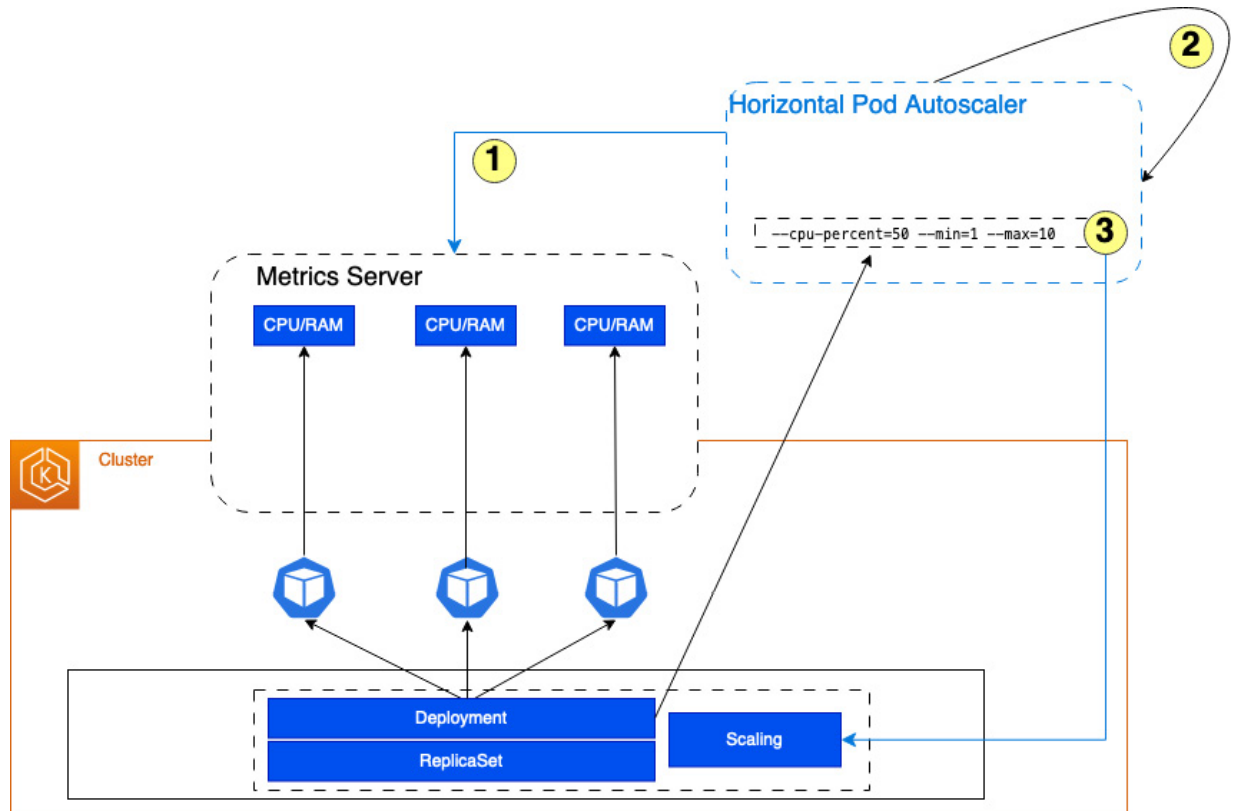 2
Horizontal Pod Autoscaler
1
--cpu-percent=50 --min=1 --max=10
3
Metrics Server
CPU/RAM
CPU/RAM
CPU/RAM
K
Cluster
Deployment
Scaling
ReplicaSet